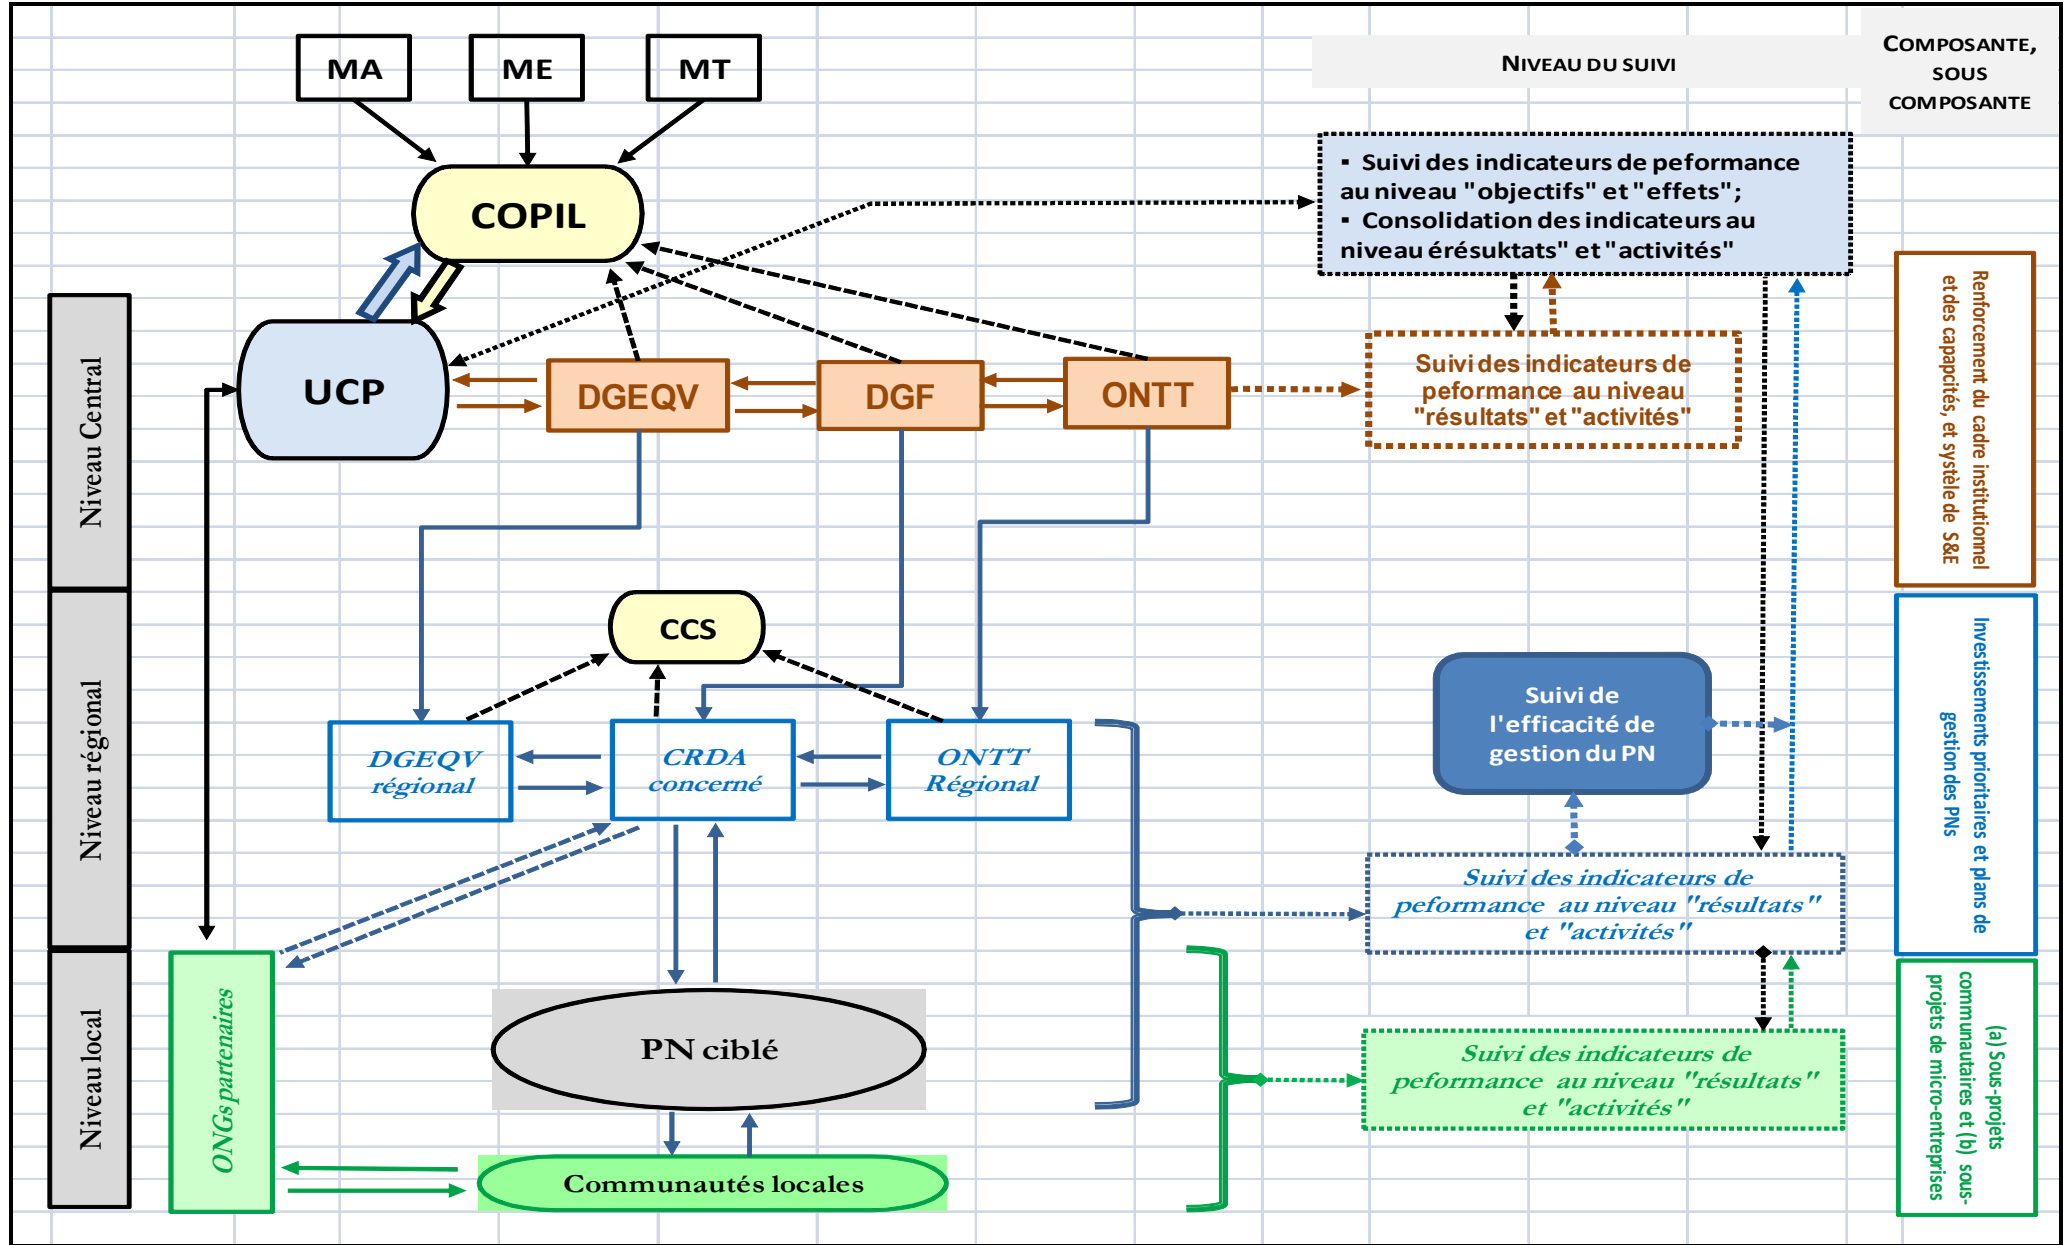 MA
ME
MT
NIVEAU DU SUIVI
COMPOSANTE,
SOUS
COMPOSANTE
COPIL
▪ Suivi des indicateurs de peformance
au niveau "objectifs" et "effets";
▪ Consolidation des indicateurs au
niveau érésuktats" et "activités"
Niveau Central
UCP
DGEQV
DGF
ONTT
Suivi des indicateurs de
peformance au niveau
"résultats" et "activités"
Renforcement du cadre institutionnel
et des capapcités, et systèle de S&E
Niveau régional
CCS
DGEQV
régional
CRDA
concerné
ONTT
Régional
Suivi de
l'efficacité de
gestion du PN
Suivi des indicateurs de
peformance au niveau "résultats"
et "activités"
Investissements prioritaires et plans de
gestion des PNs
Niveau local
ONGs partenaires
PN ciblé
Communautés locales
Suivi des indicateurs de
peformance au niveau "résultats"
et "activités"
(a) Sous-projets
communautaires et (b) sous-
projets de micro-entreprises